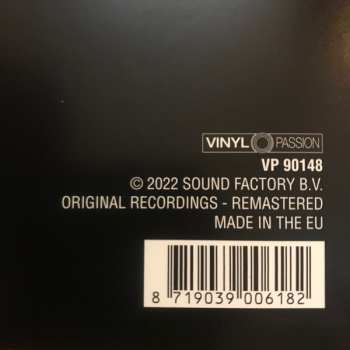 VINYL PASSION
VP 90148
© 2022 SOUND FACTORY B.V.
ORIGINAL RECORDINGS - REMASTERED
MADE IN THE EU
8 719039 006182